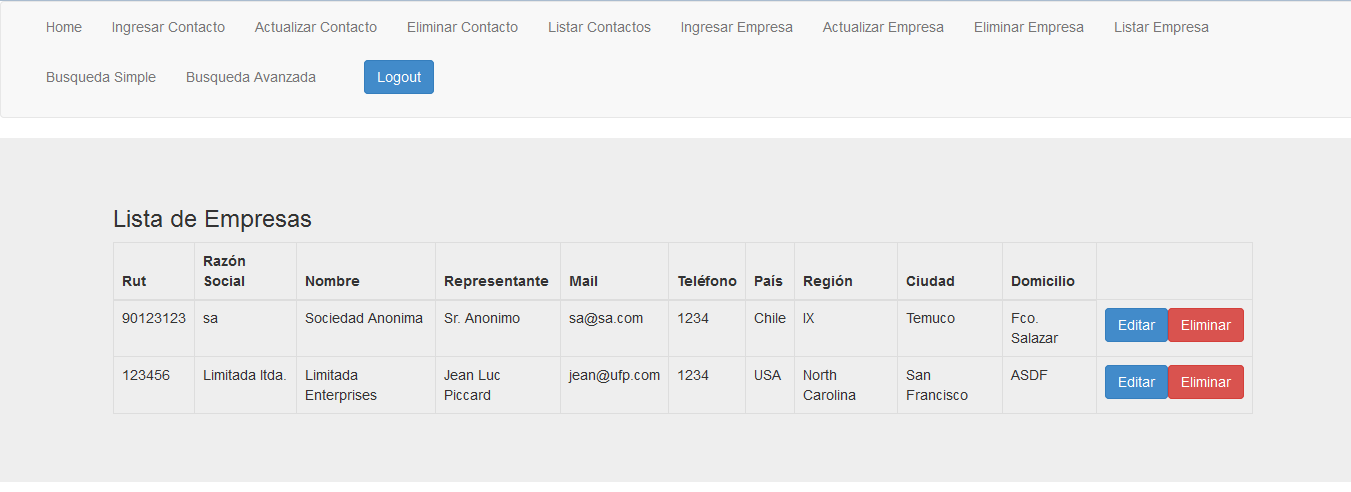 Home Ingresar Contacto Actualizar Contacto Eliminar Contacto Listar Contactos Ingresar Empresa Actualizar Empresa Eliminar Empresa Listar Empresa
Busqueda Simple Busqueda Avanzada Logout
Lista de Empresas
Rut Razón Social Nombre Representante Mail Teléfono País Región Ciudad Domicilio
90123123 sa Sociedad Anonima Sr. Anonimo sa@sa.com 1234 Chile IX Temuco Fco. Salazar Editar Eliminar
123456 Limitada ltda. Limitada Enterprises Jean Luc Piccard jean@ufp.com 1234 USA North Carolina San Francisco ASDF Editar Eliminar